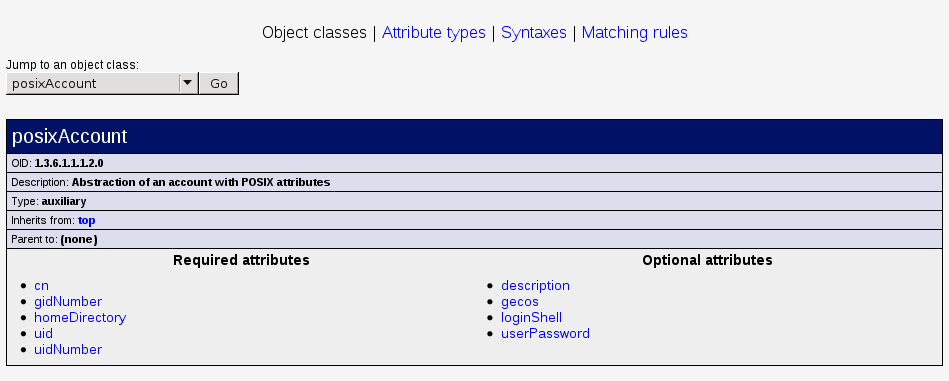 Object classes | Attribute types | Syntaxes | Matching rules
Jump to an object class:
posixAccount Go
posixAccount
OID: 1.3.6.1.1.1.2.0
Description: Abstraction of an account with POSIX attributes
Type: auxiliary
Inherits from: top
Parent to: (none)
Required attributes
cn
gidNumber
homeDirectory
uid
uidNumber
Optional attributes
description
gecos
loginShell
userPassword